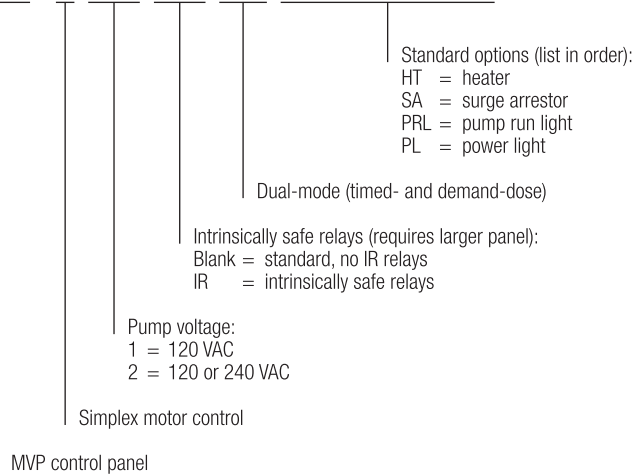 Standard options (list in order):
HT = heater
SA = surge arrestor
PRL = pump run light
PL = power light
Dual-mode (timed- and demand-dose)
Intrinsically safe relays (requires larger panel):
Blank = standard, no IR relays
IR = intrinsically safe relays
Pump voltage:
1 = 120 VAC
2 = 120 or 240 VAC
Simplex motor control
MVP control panel